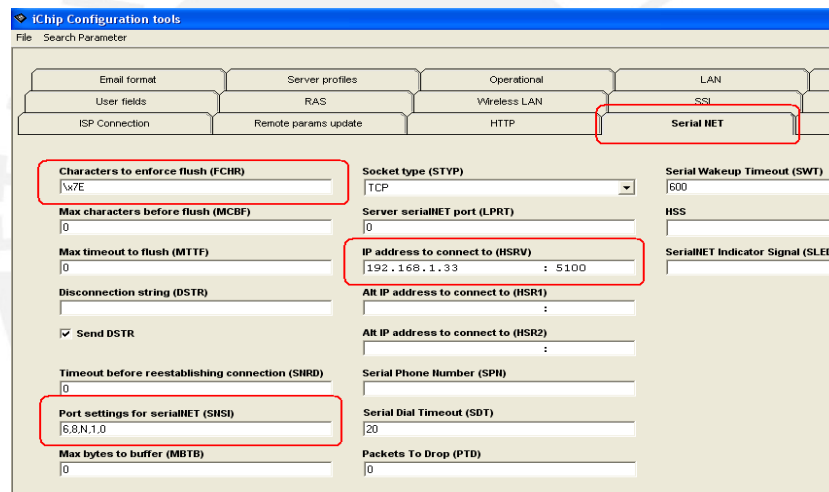 iChip Configuration tools
File Search Parameter
Email format Server profiles Operational LAN
User fields RAS Wireless LAN SSL
ISP Connection Remote params update HTTP Serial NET
Characters to enforce flush (FCHR) Socket type (STYP) Serial Wakeup Timeout (SWT)
\x7E TCP 600
Max characters before flush (MCBF) Server serialNET port (LPRT) HSS
0 0
Max timeout to flush (MTTF) IP address to connect to (HSRV) SerialNET Indicator Signal (SLED
0 192.168.1.33 : 5100
Disconnection string (DSTR) Alt IP address to connect to (HSR1)
:
Send DSTR Alt IP address to connect to (HSR2)
:
Timeout before reestablishing connection (SNRD) Serial Phone Number (SPN)
0
Port settings for serialNET (SNSI) Serial Dial Timeout (SDT)
6,8,N,1,0 20
Max bytes to buffer (MBTB) Packets To Drop (PTD)
0 0